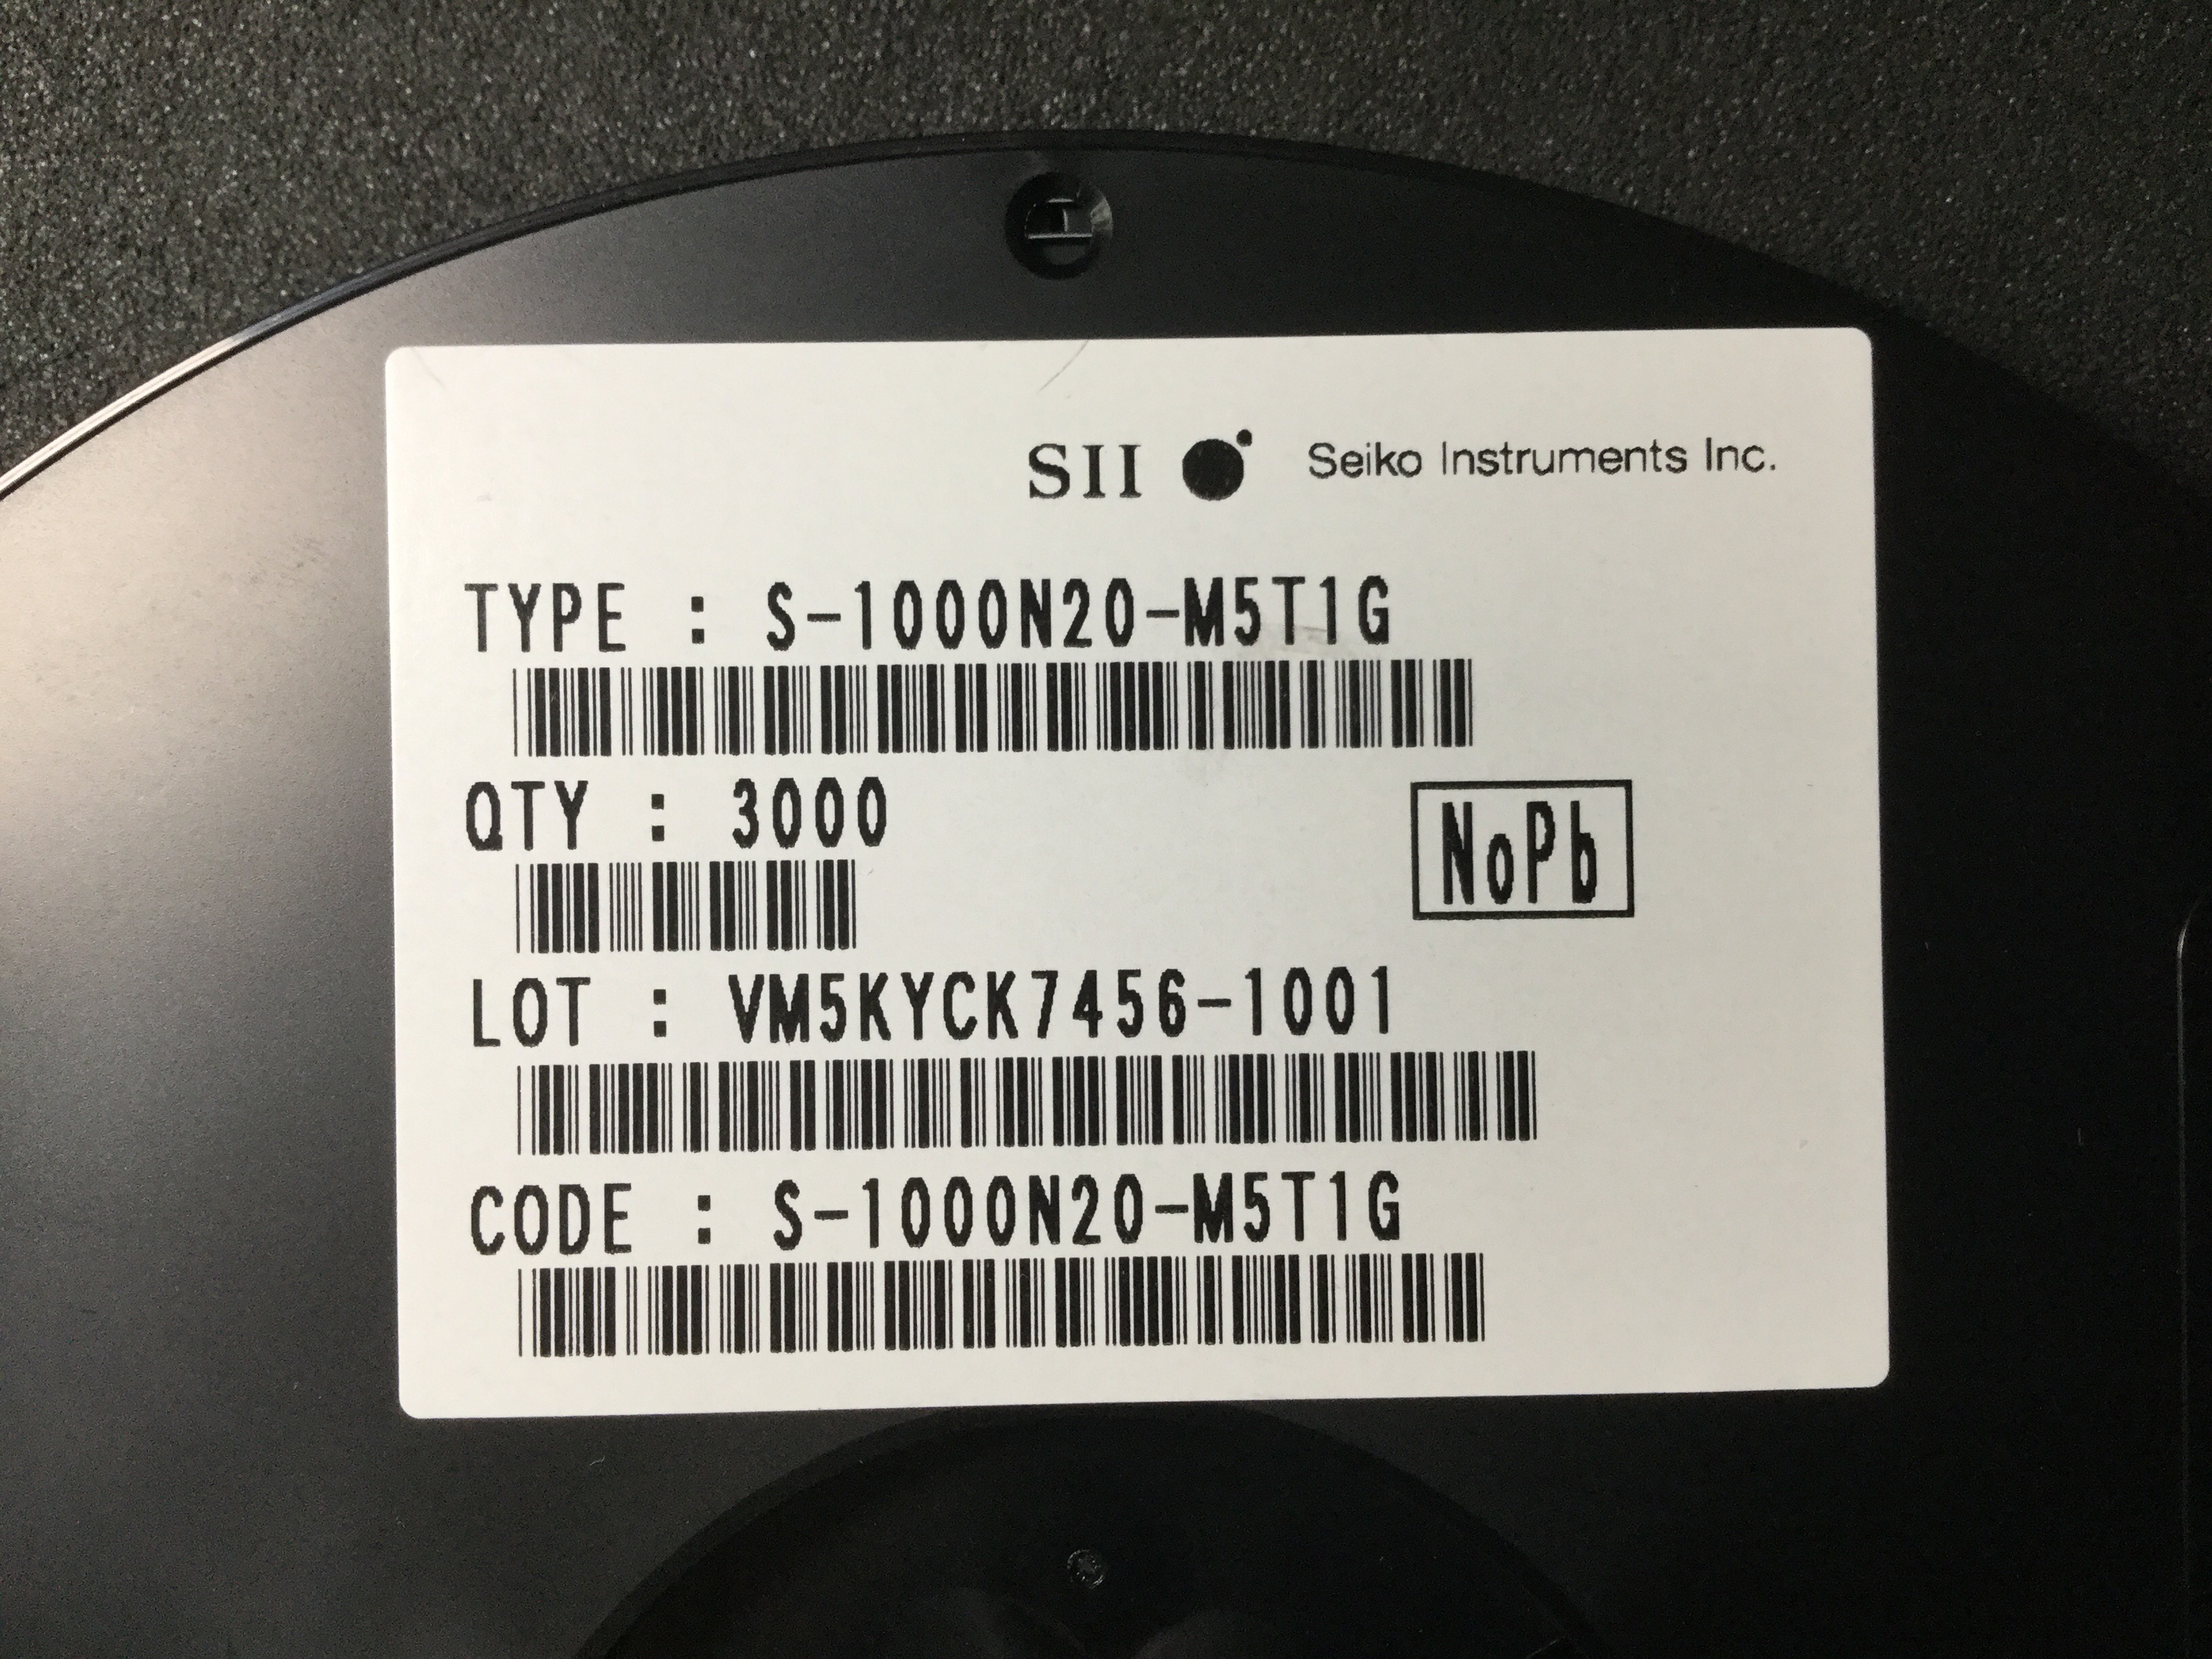 SII Seiko Instruments Inc.
TYPE : S-1000N20-M5T1G
QTY : 3000
NoPb
LOT : VM5KYCK7456-1001
CODE : S-1000N20-M5T1G